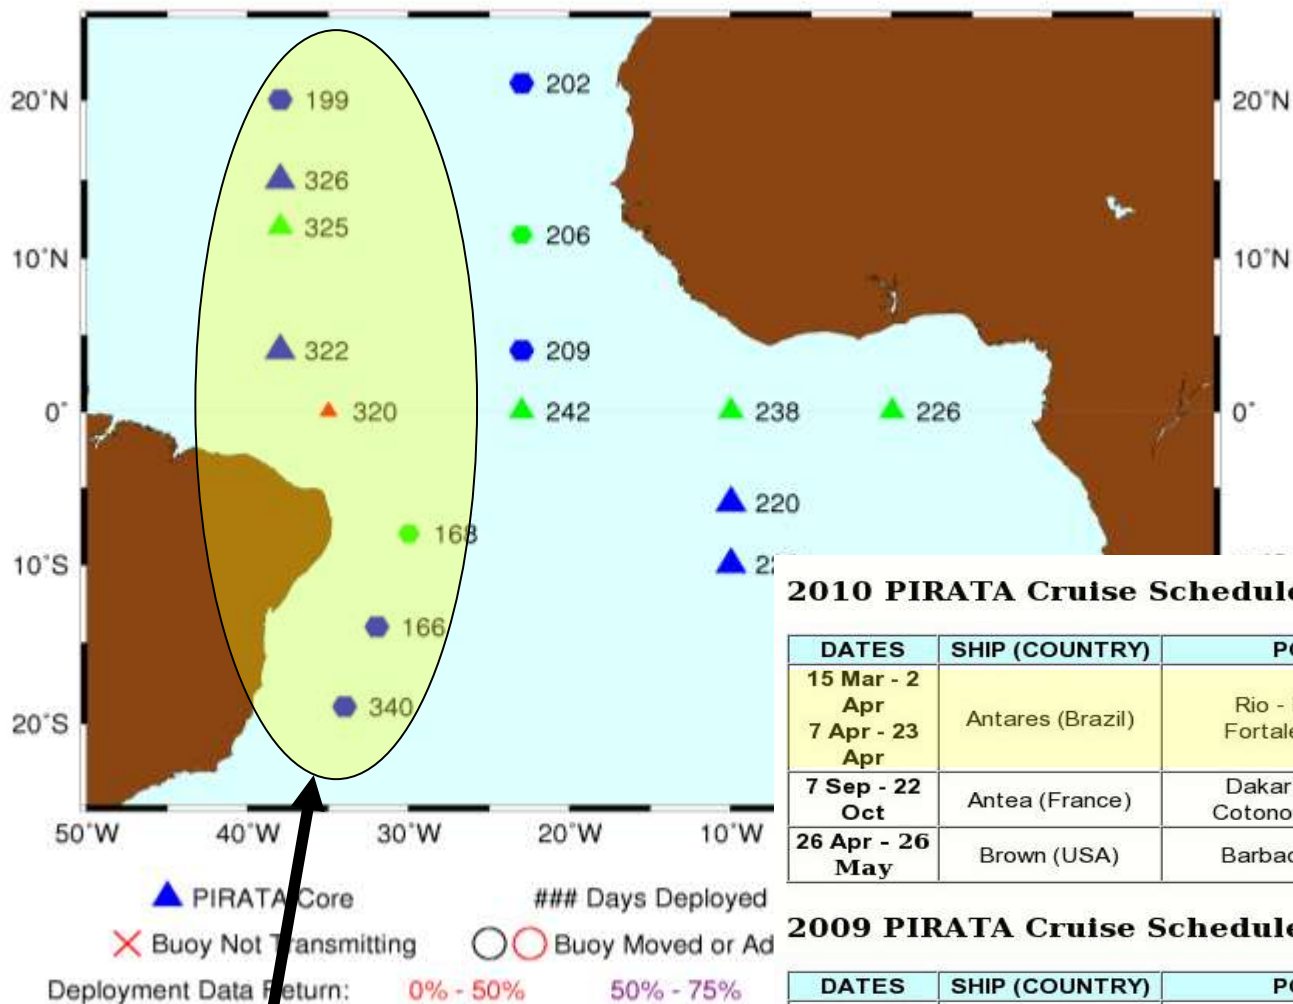 20°N 199 202 20°N
326
325 206
10°N 10°N
322 209
0° 320 242 238 226 0°
220
168
10°S
166
340
20°S
50°W 40°W 30°W 20°W 10°W
PIRATA Core ### Days Deployed
Buoy Not Transmitting Buoy Moved or Ad
Deployment Data Return: 0% - 50% 50% - 75%
2010 PIRATA Cruise Schedule
DATES SHIP (COUNTRY)
15 Mar - 2 Apr
7 Apr - 23 Apr
Antares (Brazil) Rio -
Fortale
7 Sep - 22 Oct
Antea (France) Dakar
Cotono
26 Apr - 26 May
Brown (USA) Barbad
2009 PIRATA Cruise Schedule
DATES SHIP (COUNTRY)